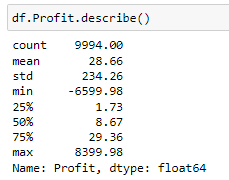 df.Profit.describe()
count    9994.00
mean       28.66
std       234.26
min     -6599.98
25%         1.73
50%         8.67
75%        29.36
max      8399.98
Name: Profit, dtype: float64